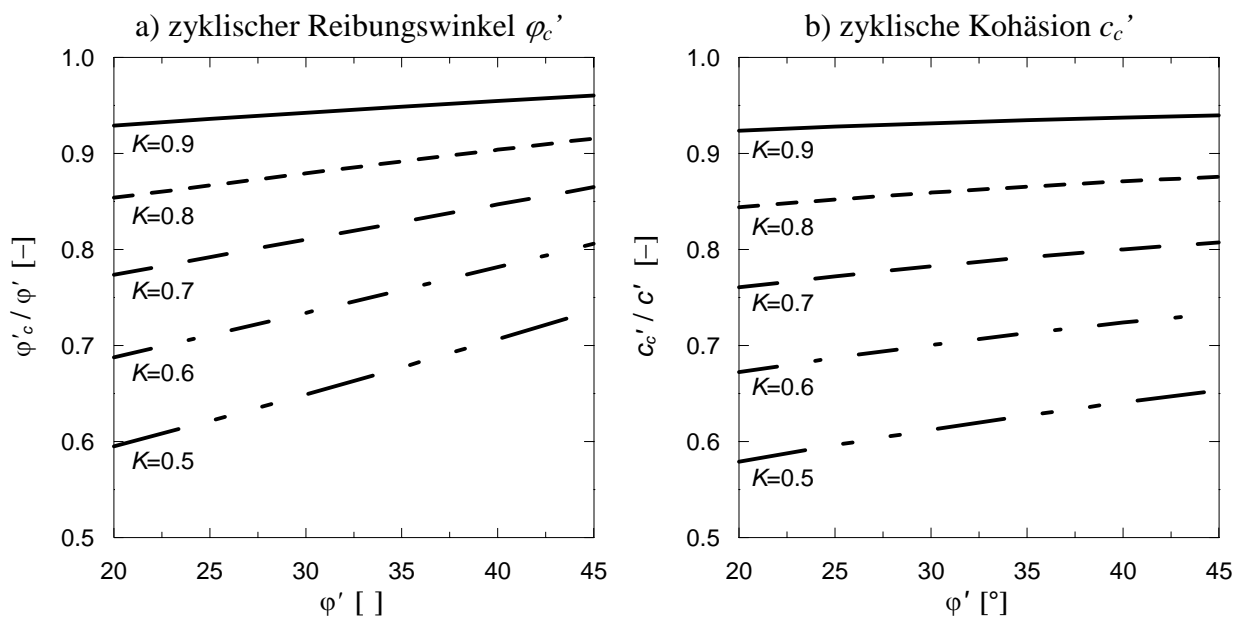 a) zyklischer Reibungswinkel φc’
1.0
0.9
0.8
0.7
0.6
0.5
φ'c / φ' [−]
K=0.9
K=0.8
K=0.7
K=0.6
K=0.5
20 25 30 35 40 45
φ' [ ]
b) zyklische Kohäsion cc’
1.0
0.9
0.8
0.7
0.6
0.5
cc' / c' [−]
K=0.9
K=0.8
K=0.7
K=0.6
K=0.5
20 25 30 35 40 45
φ' [°]